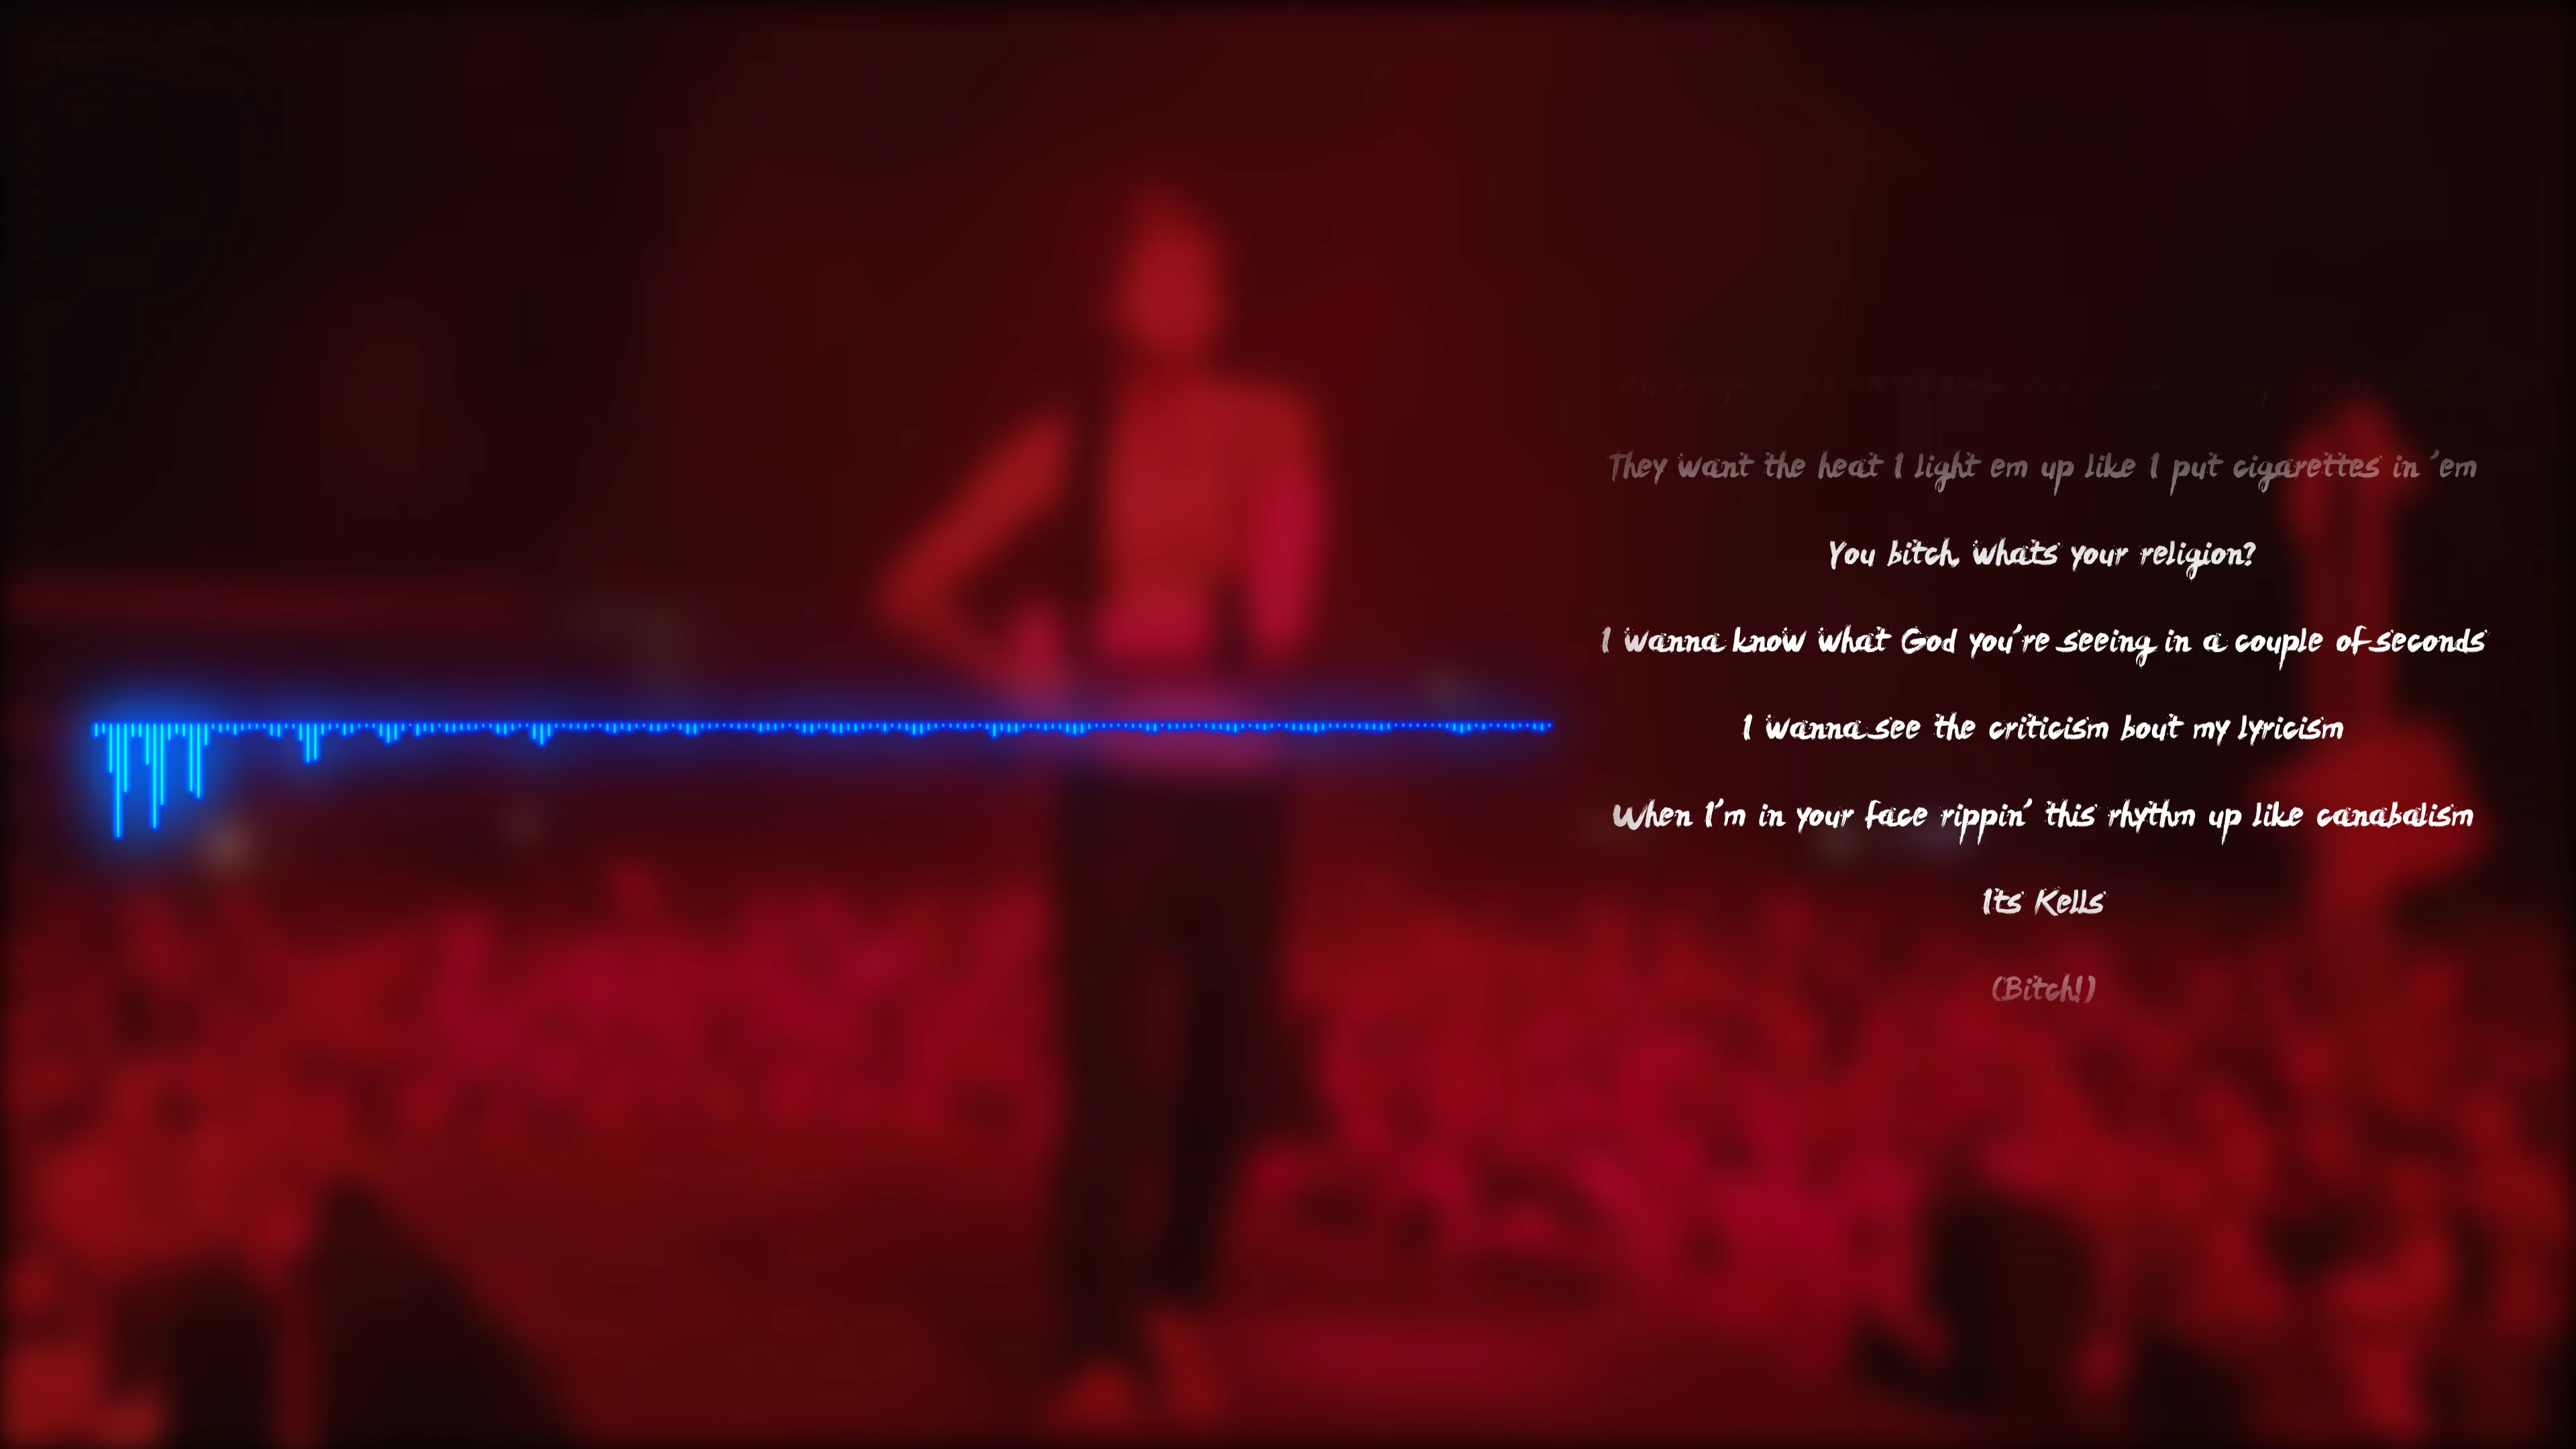 They want the heat I light em up like I put cigarettes in 'em
You bitch, whats your religion?
I wanna know what God you're seeing in a couple of seconds
I wanna see the criticism bout my lyricism
When I'm in your face rippin' this rhythm up like canabalism
Its Kells
(Bitch!)